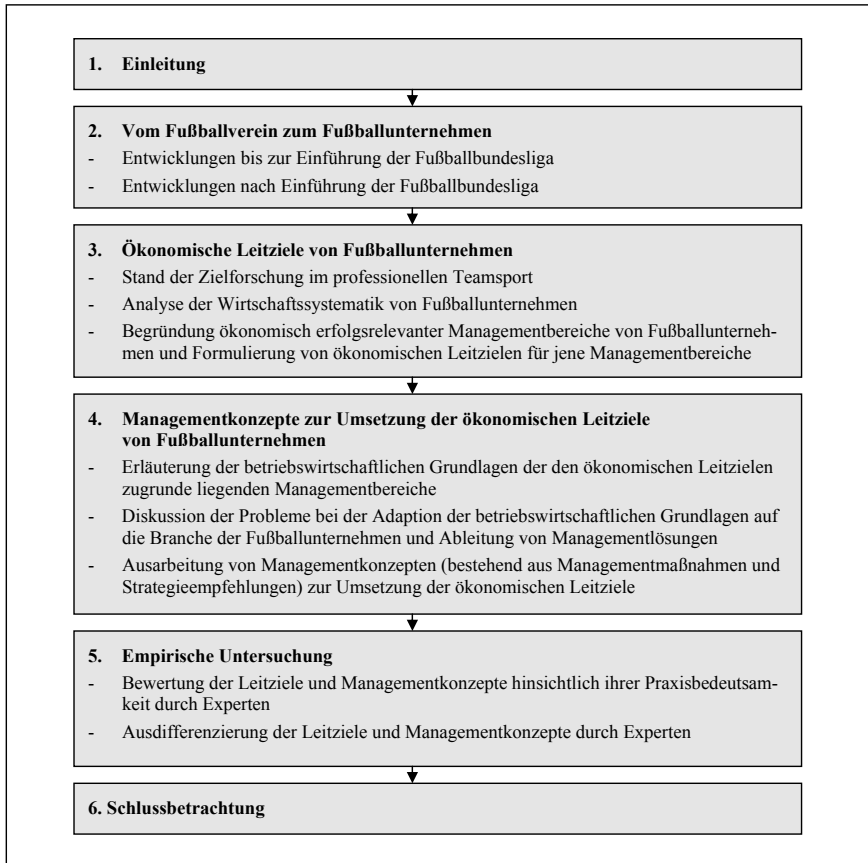 1. Einleitung
2. Vom Fußballverein zum Fußballunternehmen
- Entwicklungen bis zur Einführung der Fußballbundesliga
- Entwicklungen nach Einführung der Fußballbundesliga
3. Ökonomische Leitziele von Fußballunternehmen
- Stand der Zielforschung im professionellen Teamsport
- Analyse der Wirtschaftssystematik von Fußballunternehmen
- Begründung ökonomisch erfolgsrelevanter Managementbereiche von Fußballunterneh-
men und Formulierung von ökonomischen Leitzielen für jene Managementbereiche
4. Managementkonzepte zur Umsetzung der ökonomischen Leitziele
von Fußballunternehmen
- Erläuterung der betriebswirtschaftlichen Grundlagen der den ökonomischen Leitzielen
zugrunde liegenden Managementbereiche
- Diskussion der Probleme bei der Adaption der betriebswirtschaftlichen Grundlagen auf
die Branche der Fußballunternehmen und Ableitung von Managementlösungen
- Ausarbeitung von Managementkonzepten (bestehend aus Managementmaßnahmen und
Strategieempfehlungen) zur Umsetzung der ökonomischen Leitziele
5. Empirische Untersuchung
- Bewertung der Leitziele und Managementkonzepte hinsichtlich ihrer Praxisbedeutsam-
keit durch Experten
- Ausdifferenzierung der Leitziele und Managementkonzepte durch Experten
6. Schlussbetrachtung